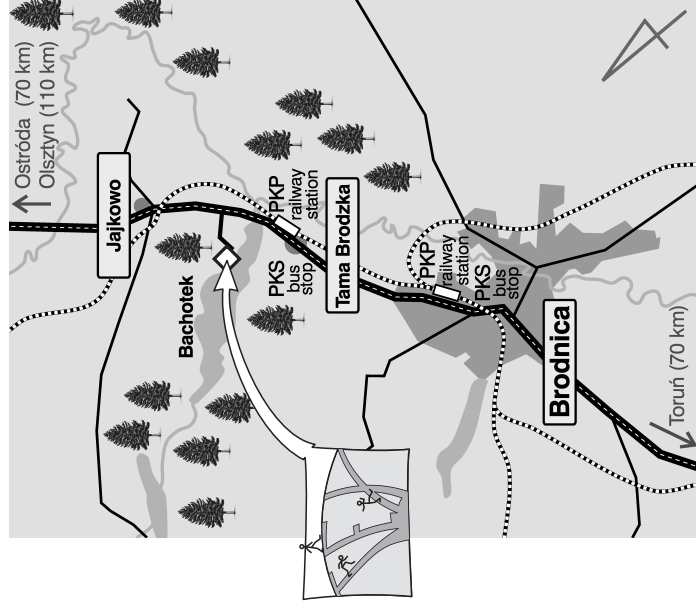 Ostróda (70 km)
Olsztyn (110 km)
Jajkowo
PKP
railway
station
Bachotek
PKS
bus
stop
Tama Brodzka
PKP
railway
station
PKS
bus
stop
Brodnica
Toruń (70 km)